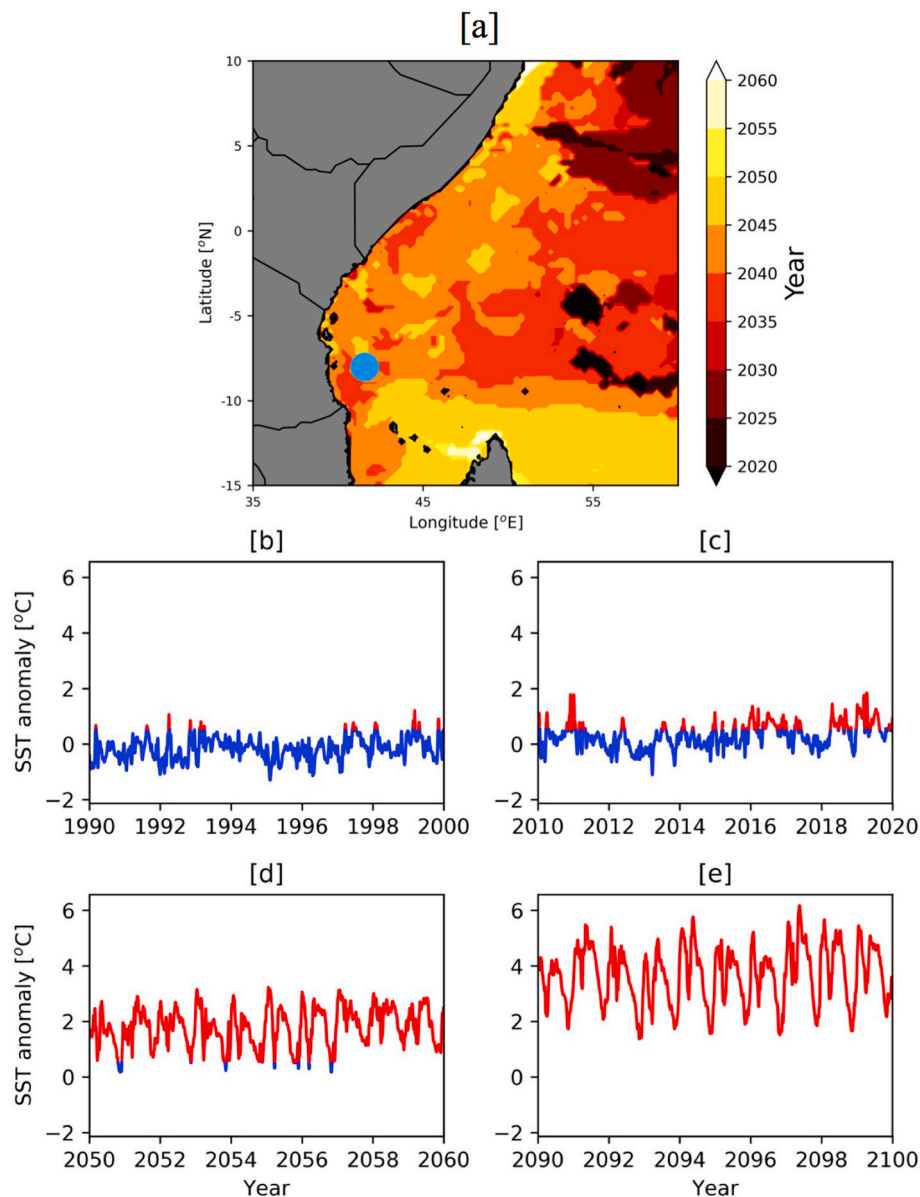 [a]
10
5
0
-5
-10
-15
Latitude [°N]
35
45
55
Longitude [°E]
2060
2055
2050
2045
2040
2035
2030
2025
2020
Year
[b]
6
4
2
0
−2
SST anomaly [°C]
1990 1992 1994 1996 1998 2000
[c]
6
4
2
0
−2
2010 2012 2014 2016 2018 2020
[d]
6
4
2
0
−2
SST anomaly [°C]
2050 2052 2054 2056 2058 2060
Year
[e]
6
4
2
0
−2
2090 2092 2094 2096 2098 2100
Year